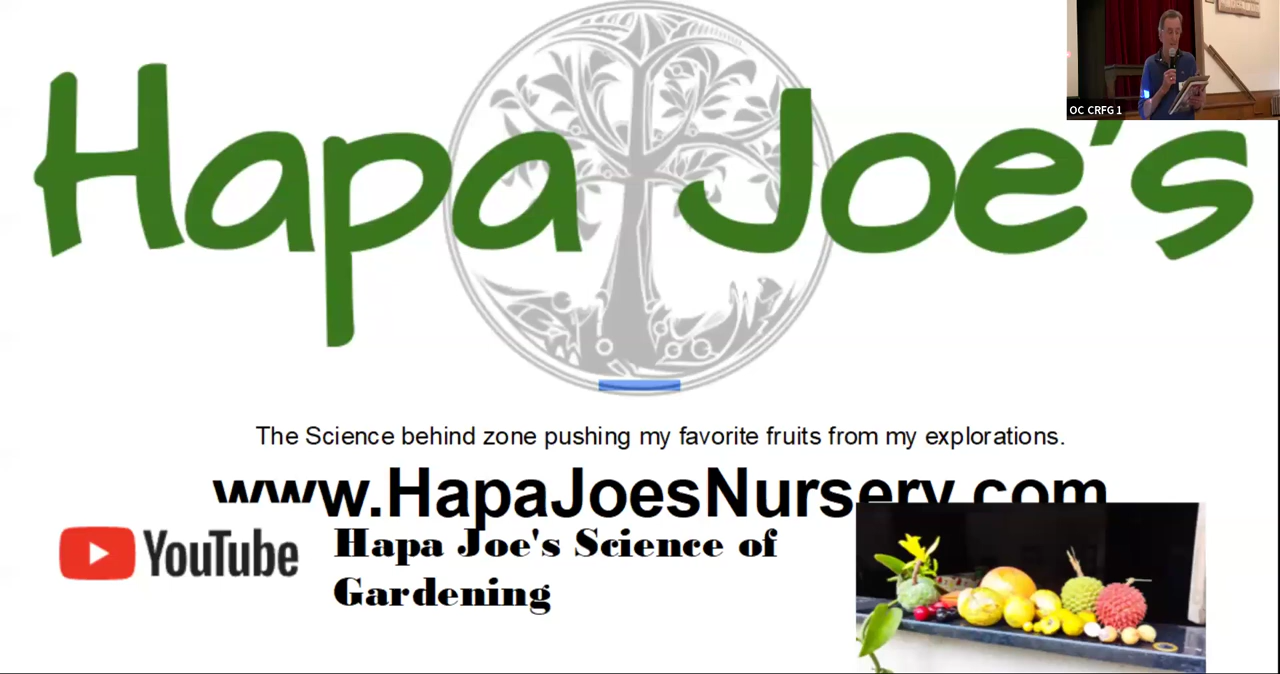 Hapa Joe's
OC CRFG 1
The Science behind zone pushing my favorite fruits from my explorations.
www.HapaJoesNursery.com
YouTube
Hapa Joe's Science of
Gardening